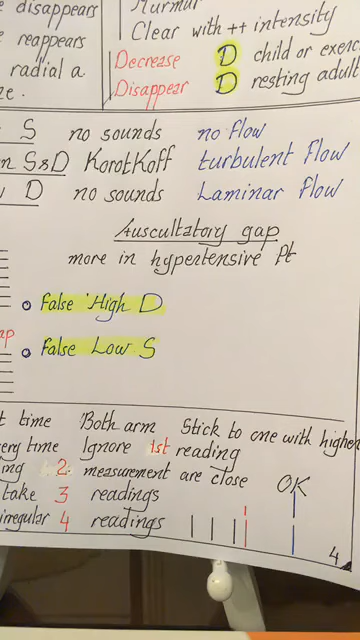 disappears
reappears
radial a
Murmur
Clear with ++ intensity
Decrease D child or exerc
Disappear D resting adult
S no sounds no flow
n S&D Korotkoff turbulent flow
D no sounds Laminar flow
Auscultatory gap
more in hypertensive Pt
False High D
False Low S
t time Both arm Stick to one with higher
ery time Ignore 1st reading
ing 2 measurement are close OK
take 3 readings
irregular 4 readings
4